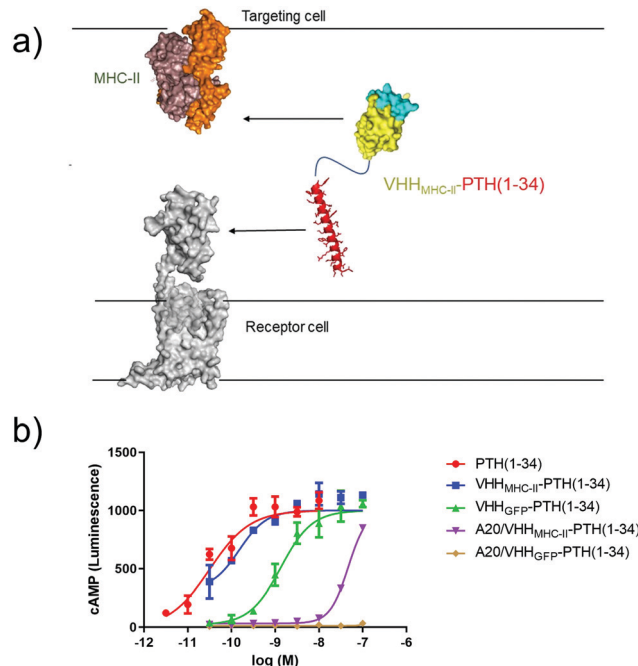 a)
Targeting cell
MHC-II
VHHMHC-II-PTH(1-34)
Receptor cell
b)
1500
1000
500
0
cAMP (Luminescence)
-12 -11 -10 -9 -8 -7 -6
log (M)
PTH(1-34)
VHHMHC-II-PTH(1-34)
VHHGFP-PTH(1-34)
A20/VHHMHC-II-PTH(1-34)
A20/VHHGFP-PTH(1-34)